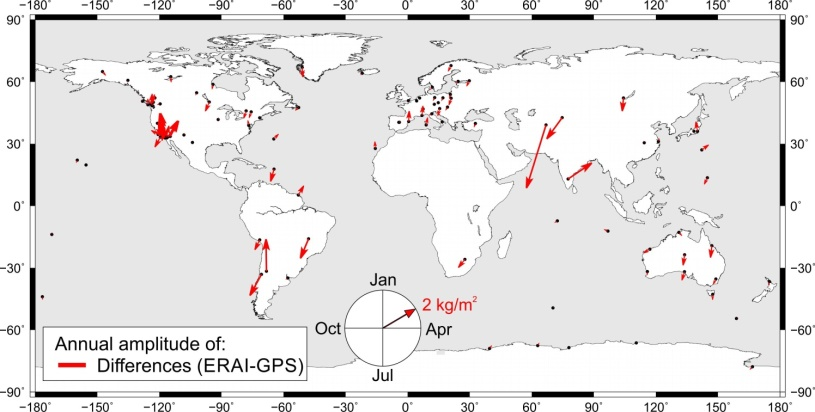 −180° −150° −120° −90° −60° −30° 0° 30° 60° 90° 120° 150° 180°
90° 90°
60° 60°
30° 30°
0° 0°
−30° −30°
Jan
2 kg/m²
Oct Apr
−60° −60°
Annual amplitude of:
Differences (ERAI-GPS)
Jul
−90° −90°
−180° −150° −120° −90° −60° −30° 0° 30° 60° 90° 120° 150° 180°